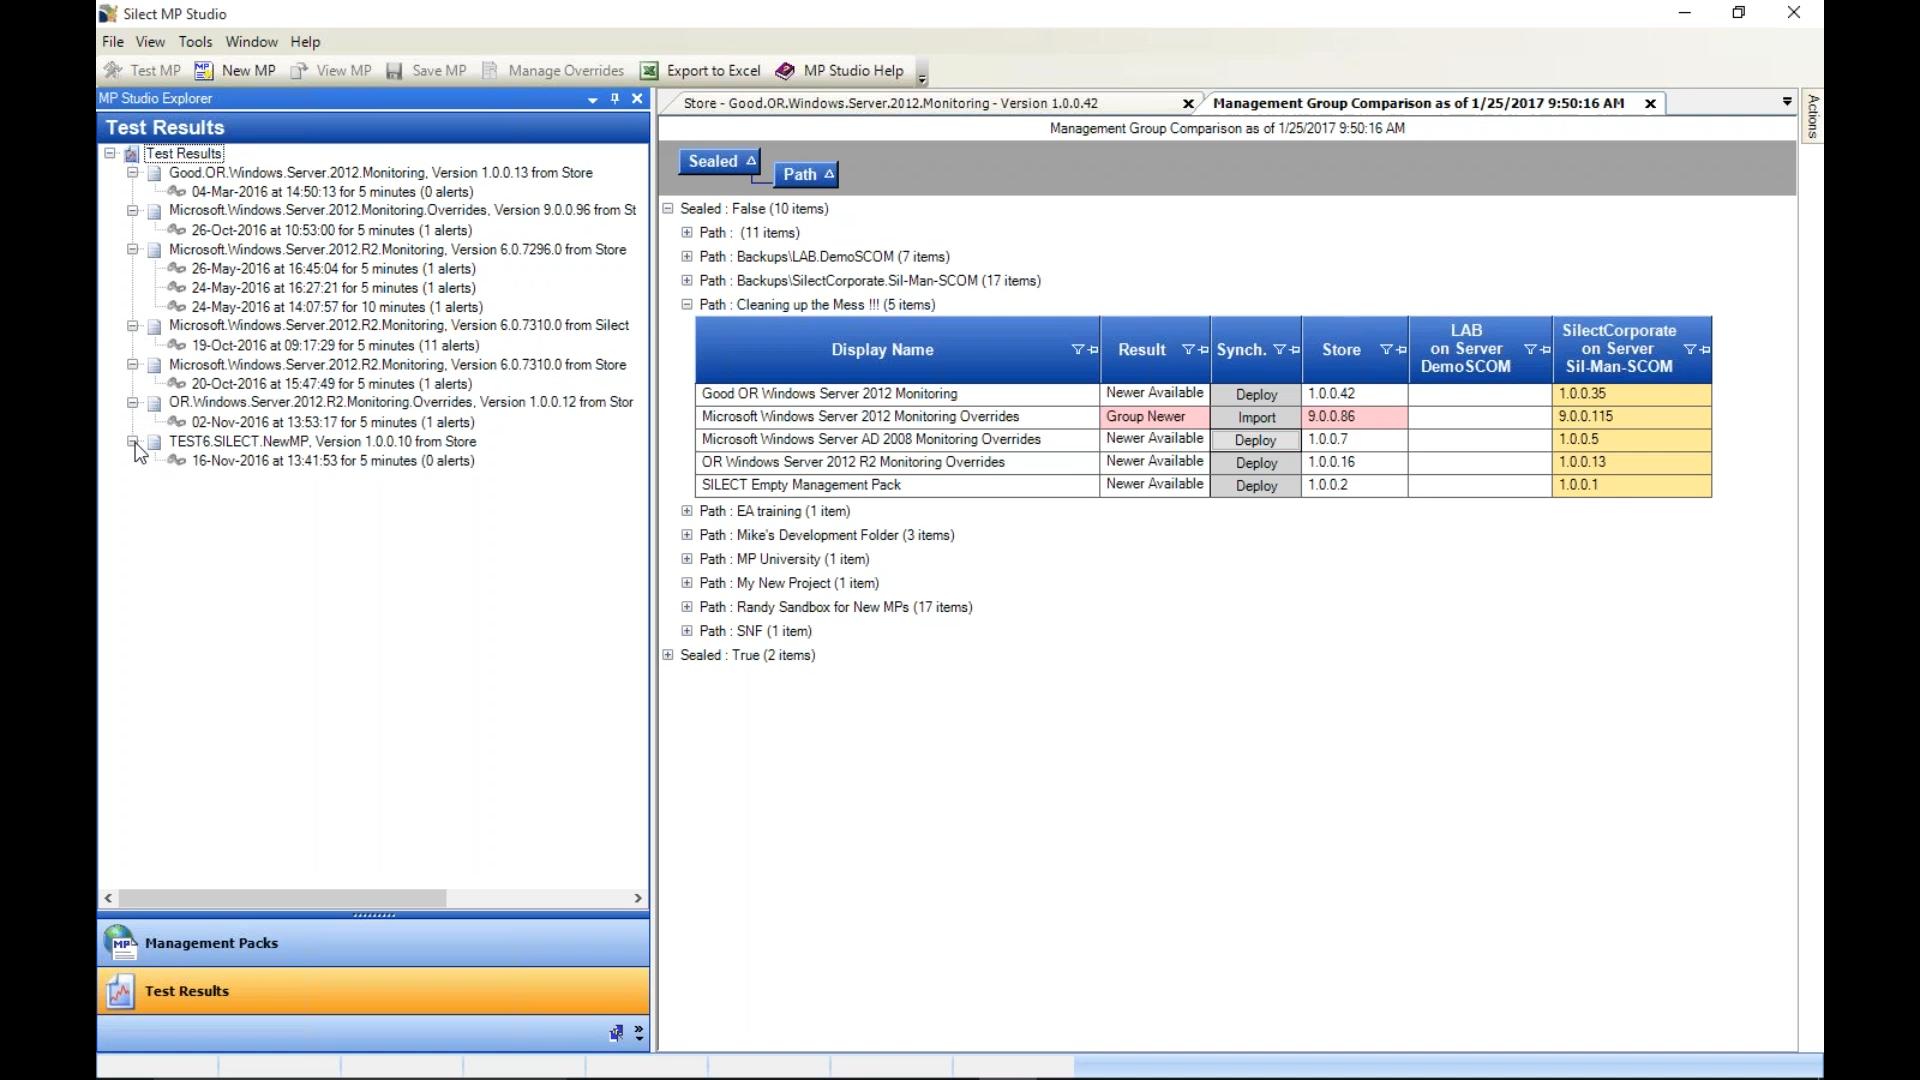 Silect MP Studio
File View Tools Window Help
Test MP New MP View MP Save MP Manage Overrides Export to Excel MP Studio Help
MP Studio Explorer
Test Results
Test Results
Good.OR.Windows.Server.2012.Monitoring, Version 1.0.0.13 from Store
04-Mar-2016 at 14:50:13 for 5 minutes (0 alerts)
Microsoft.Windows.Server.2012.Monitoring.Overrides, Version 9.0.0.96 from St
26-Oct-2016 at 10:53:00 for 5 minutes (1 alerts)
Microsoft.Windows.Server.2012.R2.Monitoring, Version 6.0.7296.0 from Store
26-May-2016 at 16:45:04 for 5 minutes (1 alerts)
24-May-2016 at 16:27:21 for 5 minutes (1 alerts)
24-May-2016 at 14:07:57 for 10 minutes (1 alerts)
Microsoft.Windows.Server.2012.R2.Monitoring, Version 6.0.7310.0 from Silect
19-Oct-2016 at 09:17:29 for 5 minutes (11 alerts)
Microsoft.Windows.Server.2012.R2.Monitoring, Version 6.0.7310.0 from Store
20-Oct-2016 at 15:47:49 for 5 minutes (1 alerts)
OR.Windows.Server.2012.R2.Monitoring.Overrides, Version 1.0.0.12 from Stor
02-Nov-2016 at 13:53:17 for 5 minutes (1 alerts)
TEST6.SILECT.NewMP, Version 1.0.0.10 from Store
16-Nov-2016 at 13:41:53 for 5 minutes (0 alerts)
Management Packs
Test Results
Store - Good.OR.Windows.Server.2012.Monitoring - Version 1.0.0.42
Management Group Comparison as of 1/25/2017 9:50:16 AM
Actions
Management Group Comparison as of 1/25/2017 9:50:16 AM
Sealed
Path
Sealed : False (10 items)
Path : (11 items)
Path : Backups\LAB.DemoSCOM (7 items)
Path : Backups\SilectCorporate.Sil-Man-SCOM (17 items)
Path : Cleaning up the Mess !!! (5 items)
Display Name Result Synch. Store LAB on Server DemoSCOM SilectCorporate on Server Sil-Man-SCOM
Good OR Windows Server 2012 Monitoring Newer Available Deploy 1.0.0.42 1.0.0.35
Microsoft Windows Server 2012 Monitoring Overrides Group Newer Import 9.0.0.86 9.0.0.115
Microsoft Windows Server AD 2008 Monitoring Overrides Newer Available Deploy 1.0.0.7 1.0.0.5
OR Windows Server 2012 R2 Monitoring Overrides Newer Available Deploy 1.0.0.16 1.0.0.13
SILECT Empty Management Pack Newer Available Deploy 1.0.0.2 1.0.0.1
Path : EA training (1 item)
Path : Mike's Development Folder (3 items)
Path : MP University (1 item)
Path : My New Project (1 item)
Path : Randy Sandbox for New MPs (17 items)
Path : SNF (1 item)
Sealed : True (2 items)